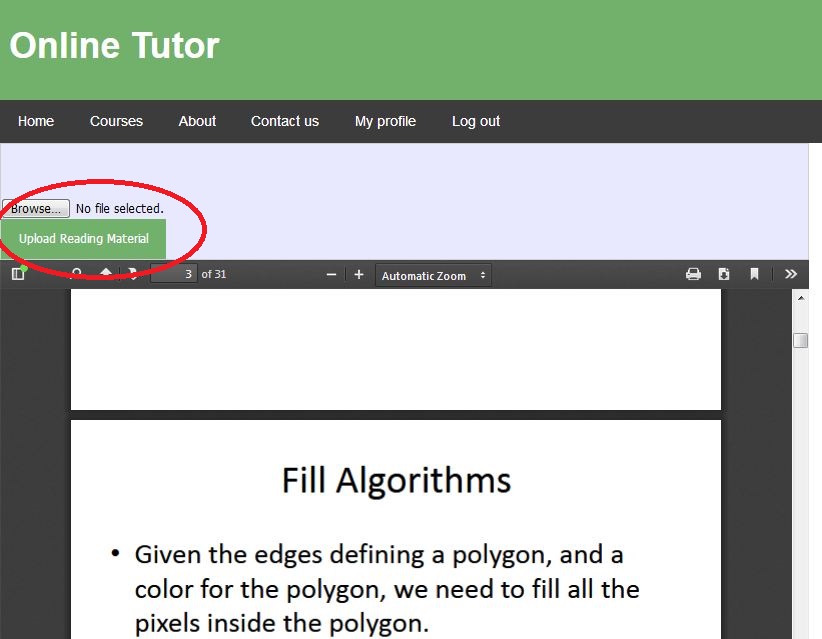 Online Tutor
Home Courses About Contact us My profile Log out
Browse... No file selected.
Upload Reading Material
3 of 31 Automatic Zoom
Fill Algorithms
• Given the edges defining a polygon, and a
color for the polygon, we need to fill all the
pixels inside the polygon.